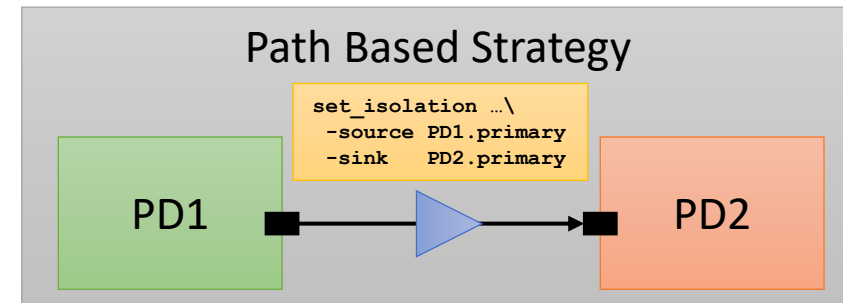 Path Based Strategy
set_isolation …\
-source PD1.primary
-sink PD2.primary
PD1
PD2